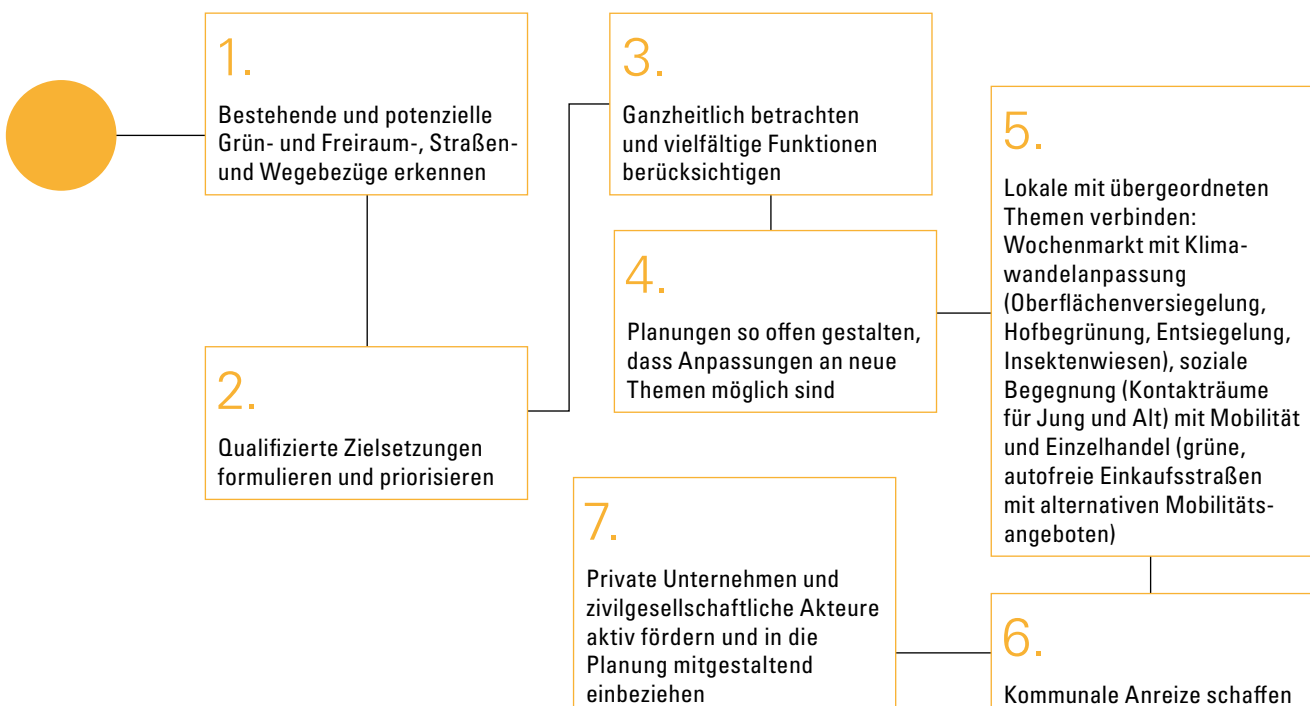 1.
Bestehende und potenzielle
Grün- und Freiraum-, Straßen-
und Wegebezüge erkennen
2.
Qualifizierte Zielsetzungen
formulieren und priorisieren
3.
Ganzheitlich betrachten
und vielfältige Funktionen
berücksichtigen
4.
Planungen so offen gestalten,
dass Anpassungen an neue
Themen möglich sind
5.
Lokale mit übergeordneten
Themen verbinden:
Wochenmarkt mit Klima-
wandelanpassung
(Oberflächenversiegelung,
Hofbegrünung, Entsiegelung,
Insektenwiesen), soziale
Begegnung (Kontakträume
für Jung und Alt) mit Mobilität
und Einzelhandel (grüne,
autofreie Einkaufsstraßen
mit alternativen Mobilitäts-
angeboten)
6.
Kommunale Anreize schaffen
7.
Private Unternehmen und
zivilgesellschaftliche Akteure
aktiv fördern und in die
Planung mitgestaltend
einbeziehen